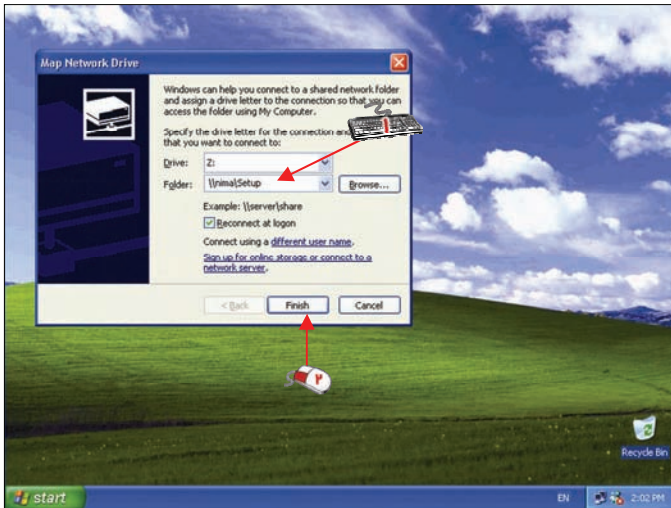 Map Network Drive
Windows can help you connect to a shared network folder
and assign a drive letter to the connection so that you can
access the folder using My Computer.
Specify the drive letter for the connection and
that you want to connect to:
Drive: Z:
Folder: \\nima\Setup Browse...
Example: \\server\share
Reconnect at logon
Connect using a different user name.
Sign up for online storage or connect to a
network server.
< Back Finish Cancel
۱
۲
Recycle Bin
start EN 2:02 PM